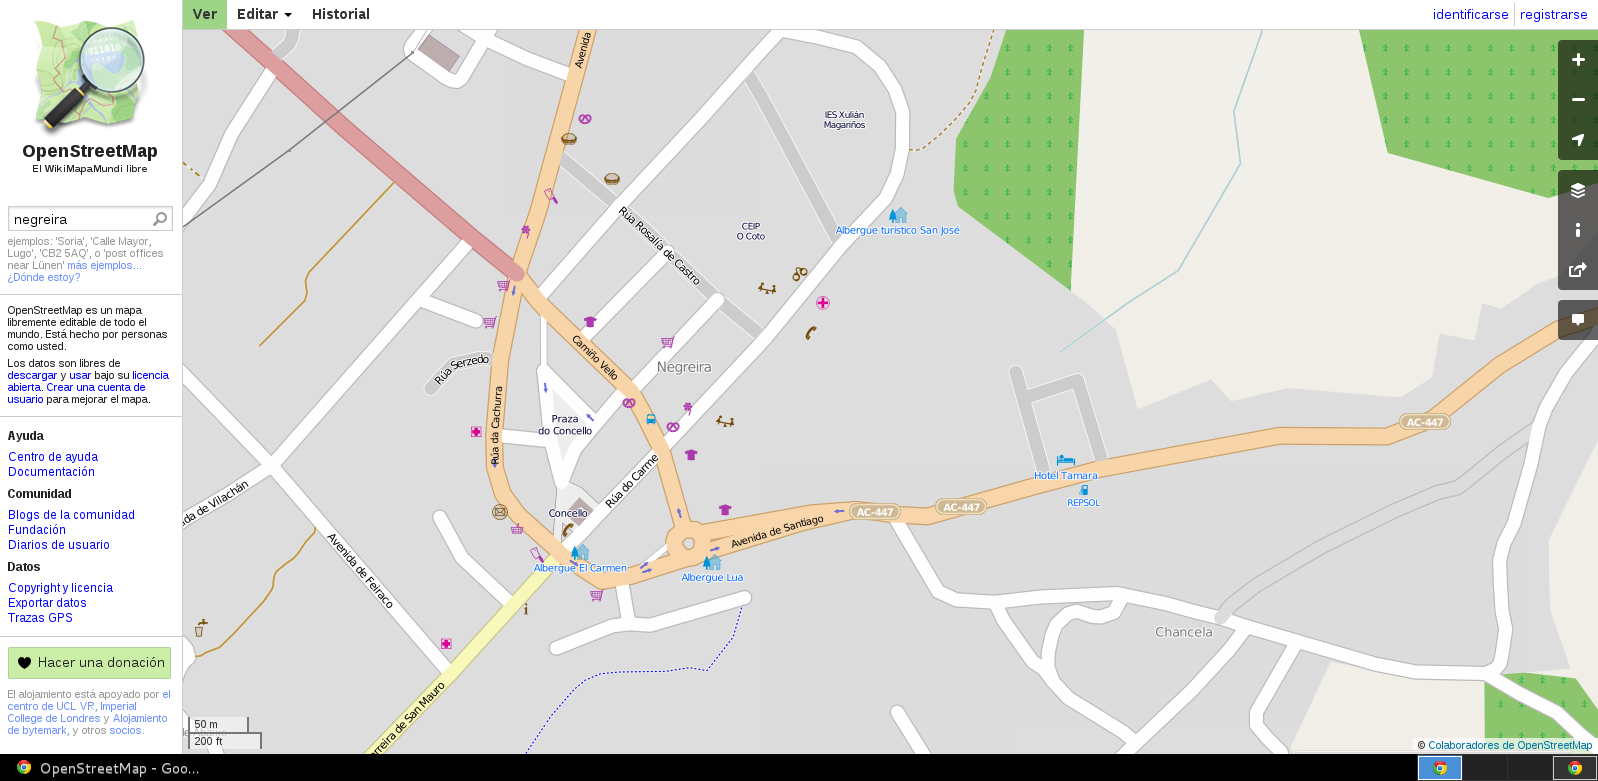 Ver
Editar
Historial
identificarse
registrarse
OpenStreetMap
El WikiMapaMundi libre
negreira
ejemplos: 'Soria', 'Calle Mayor,
Lugo', 'CB2 5AQ', o 'post offices
near Lünen' más ejemplos...
¿Dónde estoy?
OpenStreetMap es un mapa
libremente editable de todo el
mundo. Está hecho por personas
como usted.
Los datos son libres de
descargar y usar bajo su licencia
abierta. Crear una cuenta de
usuario para mejorar el mapa.
Ayuda
Centro de ayuda
Documentación
Comunidad
Blogs de la comunidad
Fundación
Diarios de usuario
Datos
Copyright y licencia
Exportar datos
Trazas GPS
Hacer una donación
El alojamiento está apoyado por el
centro de UCL VR, Imperial
College de Londres y Alojamiento
de bytemark, y otros socios.
Avenida
IES Xulián
Magariños
Rúa Rosalía de Castro
CEIP
O Coto
Albergue turístico San José
Camiño Vello
Negreira
Rúa Serzedo
Rúa da Cachurra
Praza
do Concello
AC-447
Rúa do Carme
Hotel Tamara
REPSOL
da de Vilachán
Concello
AC-447
AC-447
Avenida de Santiago
Avenida de Feiraco
Albergue El Carmen
Albergue Lua
Chancela
rreira de San Mauro
50 m
200 ft
© Colaboradores de OpenStreetMap
OpenStreetMap - Goo...